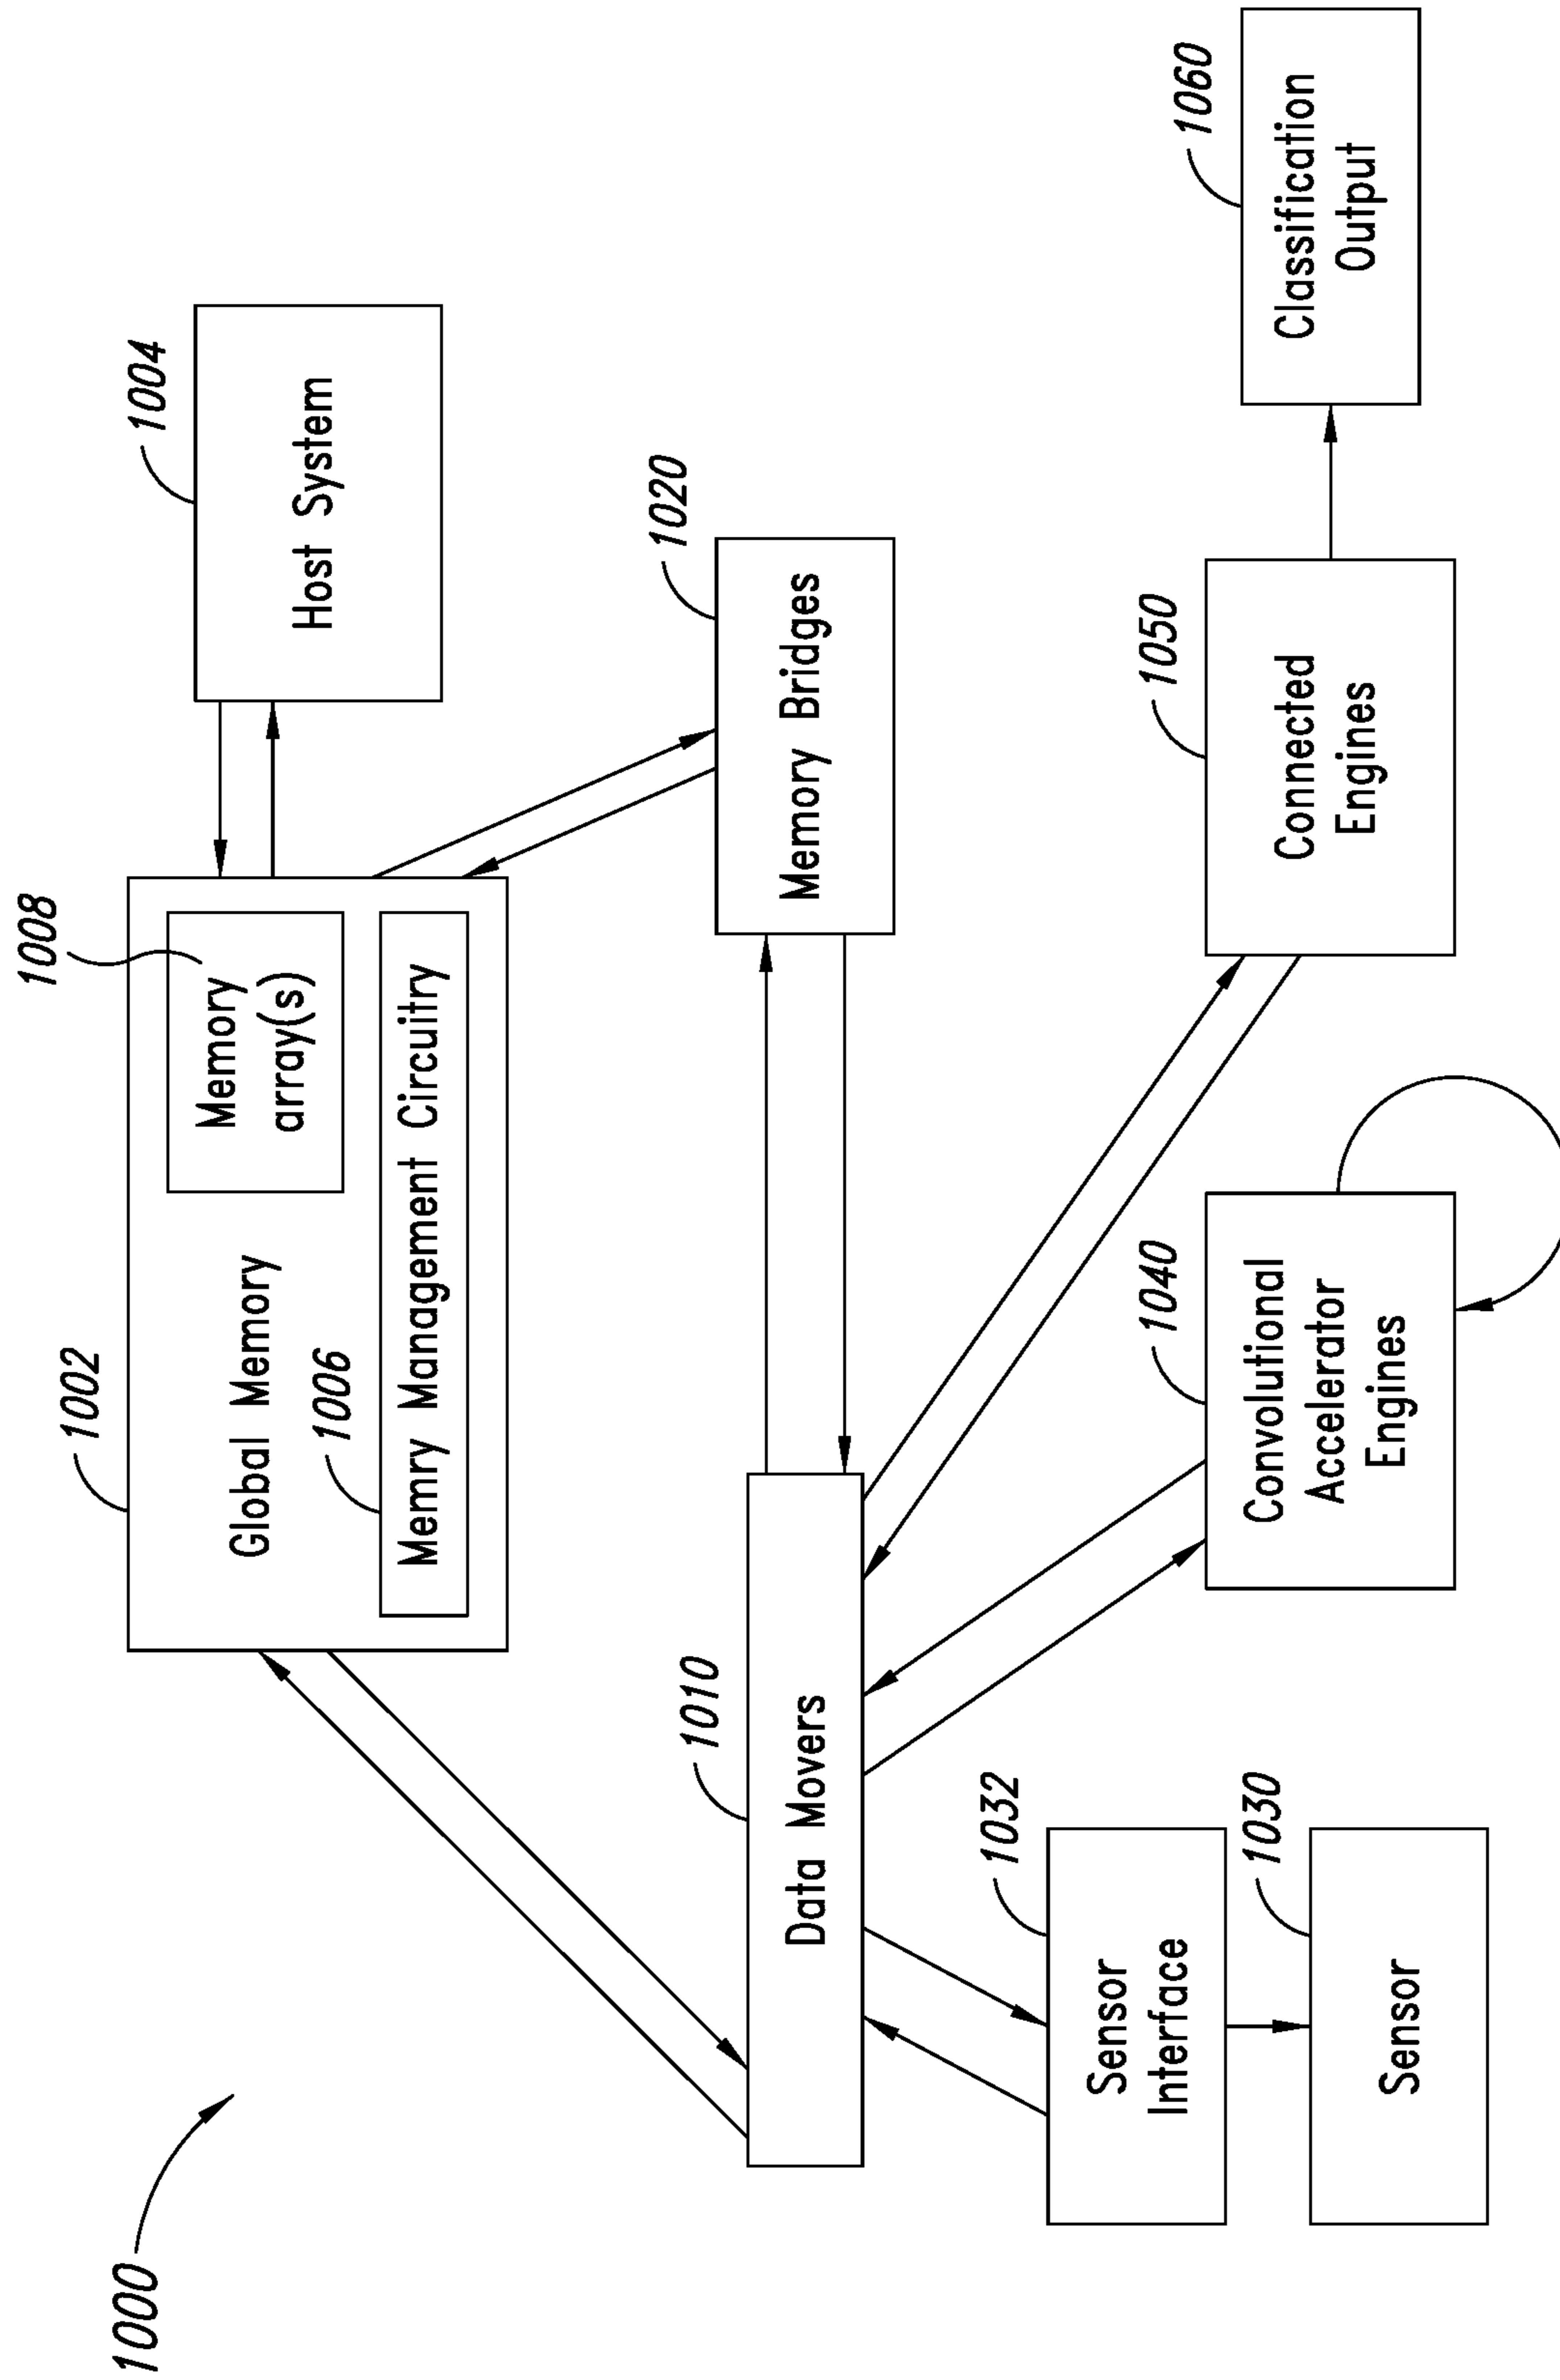 1000
1002
Global Memory
1008
Memory
array(s)
1006
Memry Management Circuitry
1004
Host System
1010
Data Movers
1020
Memory Bridges
1032
Sensor
Interface
1030
Sensor
1040
Convolutional
Accelerator
Engines
1050
Connected
Engines
1060
Classification
Output